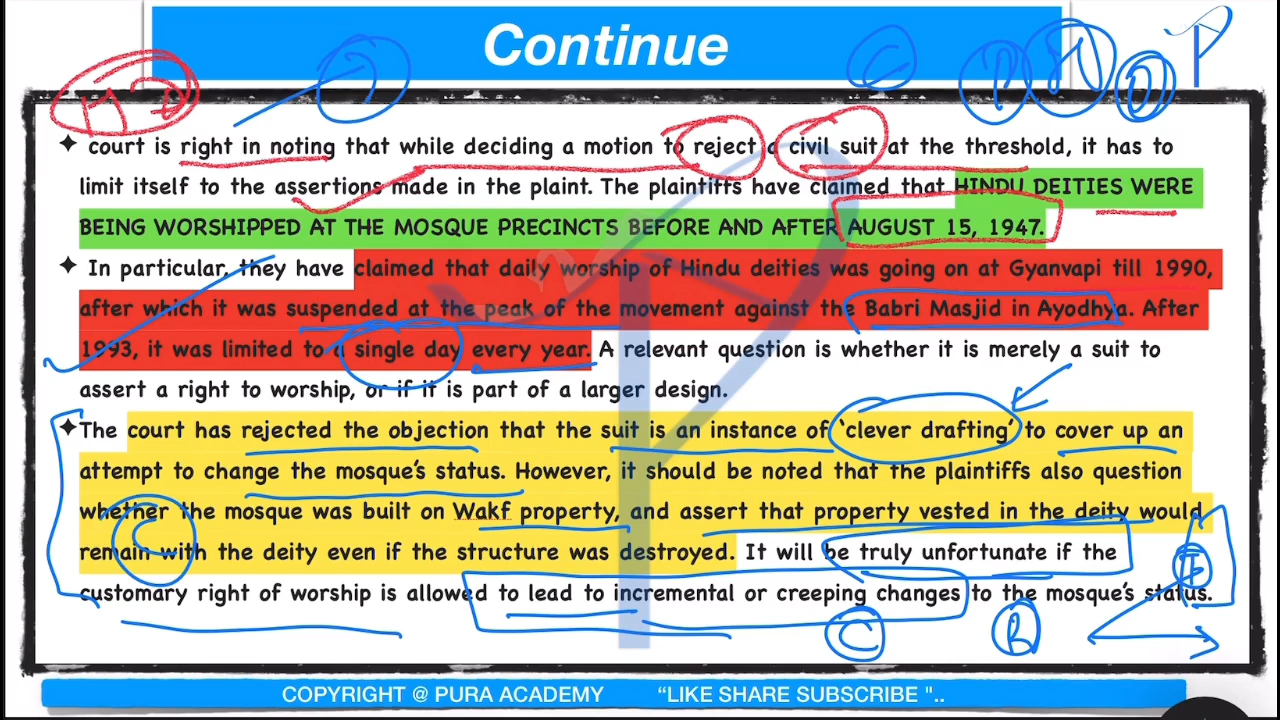 Continue
✦ court is right in noting that while deciding a motion to reject a civil suit at the threshold, it has to
limit itself to the assertions made in the plaint. The plaintiffs have claimed that HINDU DEITIES WERE
BEING WORSHIPPED AT THE MOSQUE PRECINCTS BEFORE AND AFTER AUGUST 15, 1947.
✦ In particular, they have claimed that daily worship of Hindu deities was going on at Gyanvapi till 1990,
after which it was suspended at the peak of the movement against the Babri Masjid in Ayodhya. After
1993, it was limited to a single day every year. A relevant question is whether it is merely a suit to
assert a right to worship, or if it is part of a larger design.
✦ The court has rejected the objection that the suit is an instance of ‘clever drafting’ to cover up an
attempt to change the mosque’s status. However, it should be noted that the plaintiffs also question
whether the mosque was built on Wakf property, and assert that property vested in the deity would
remain with the deity even if the structure was destroyed. It will be truly unfortunate if the
customary right of worship is allowed to lead to incremental or creeping changes to the mosque’s status.
COPYRIGHT @ PURA ACADEMY “LIKE SHARE SUBSCRIBE "..